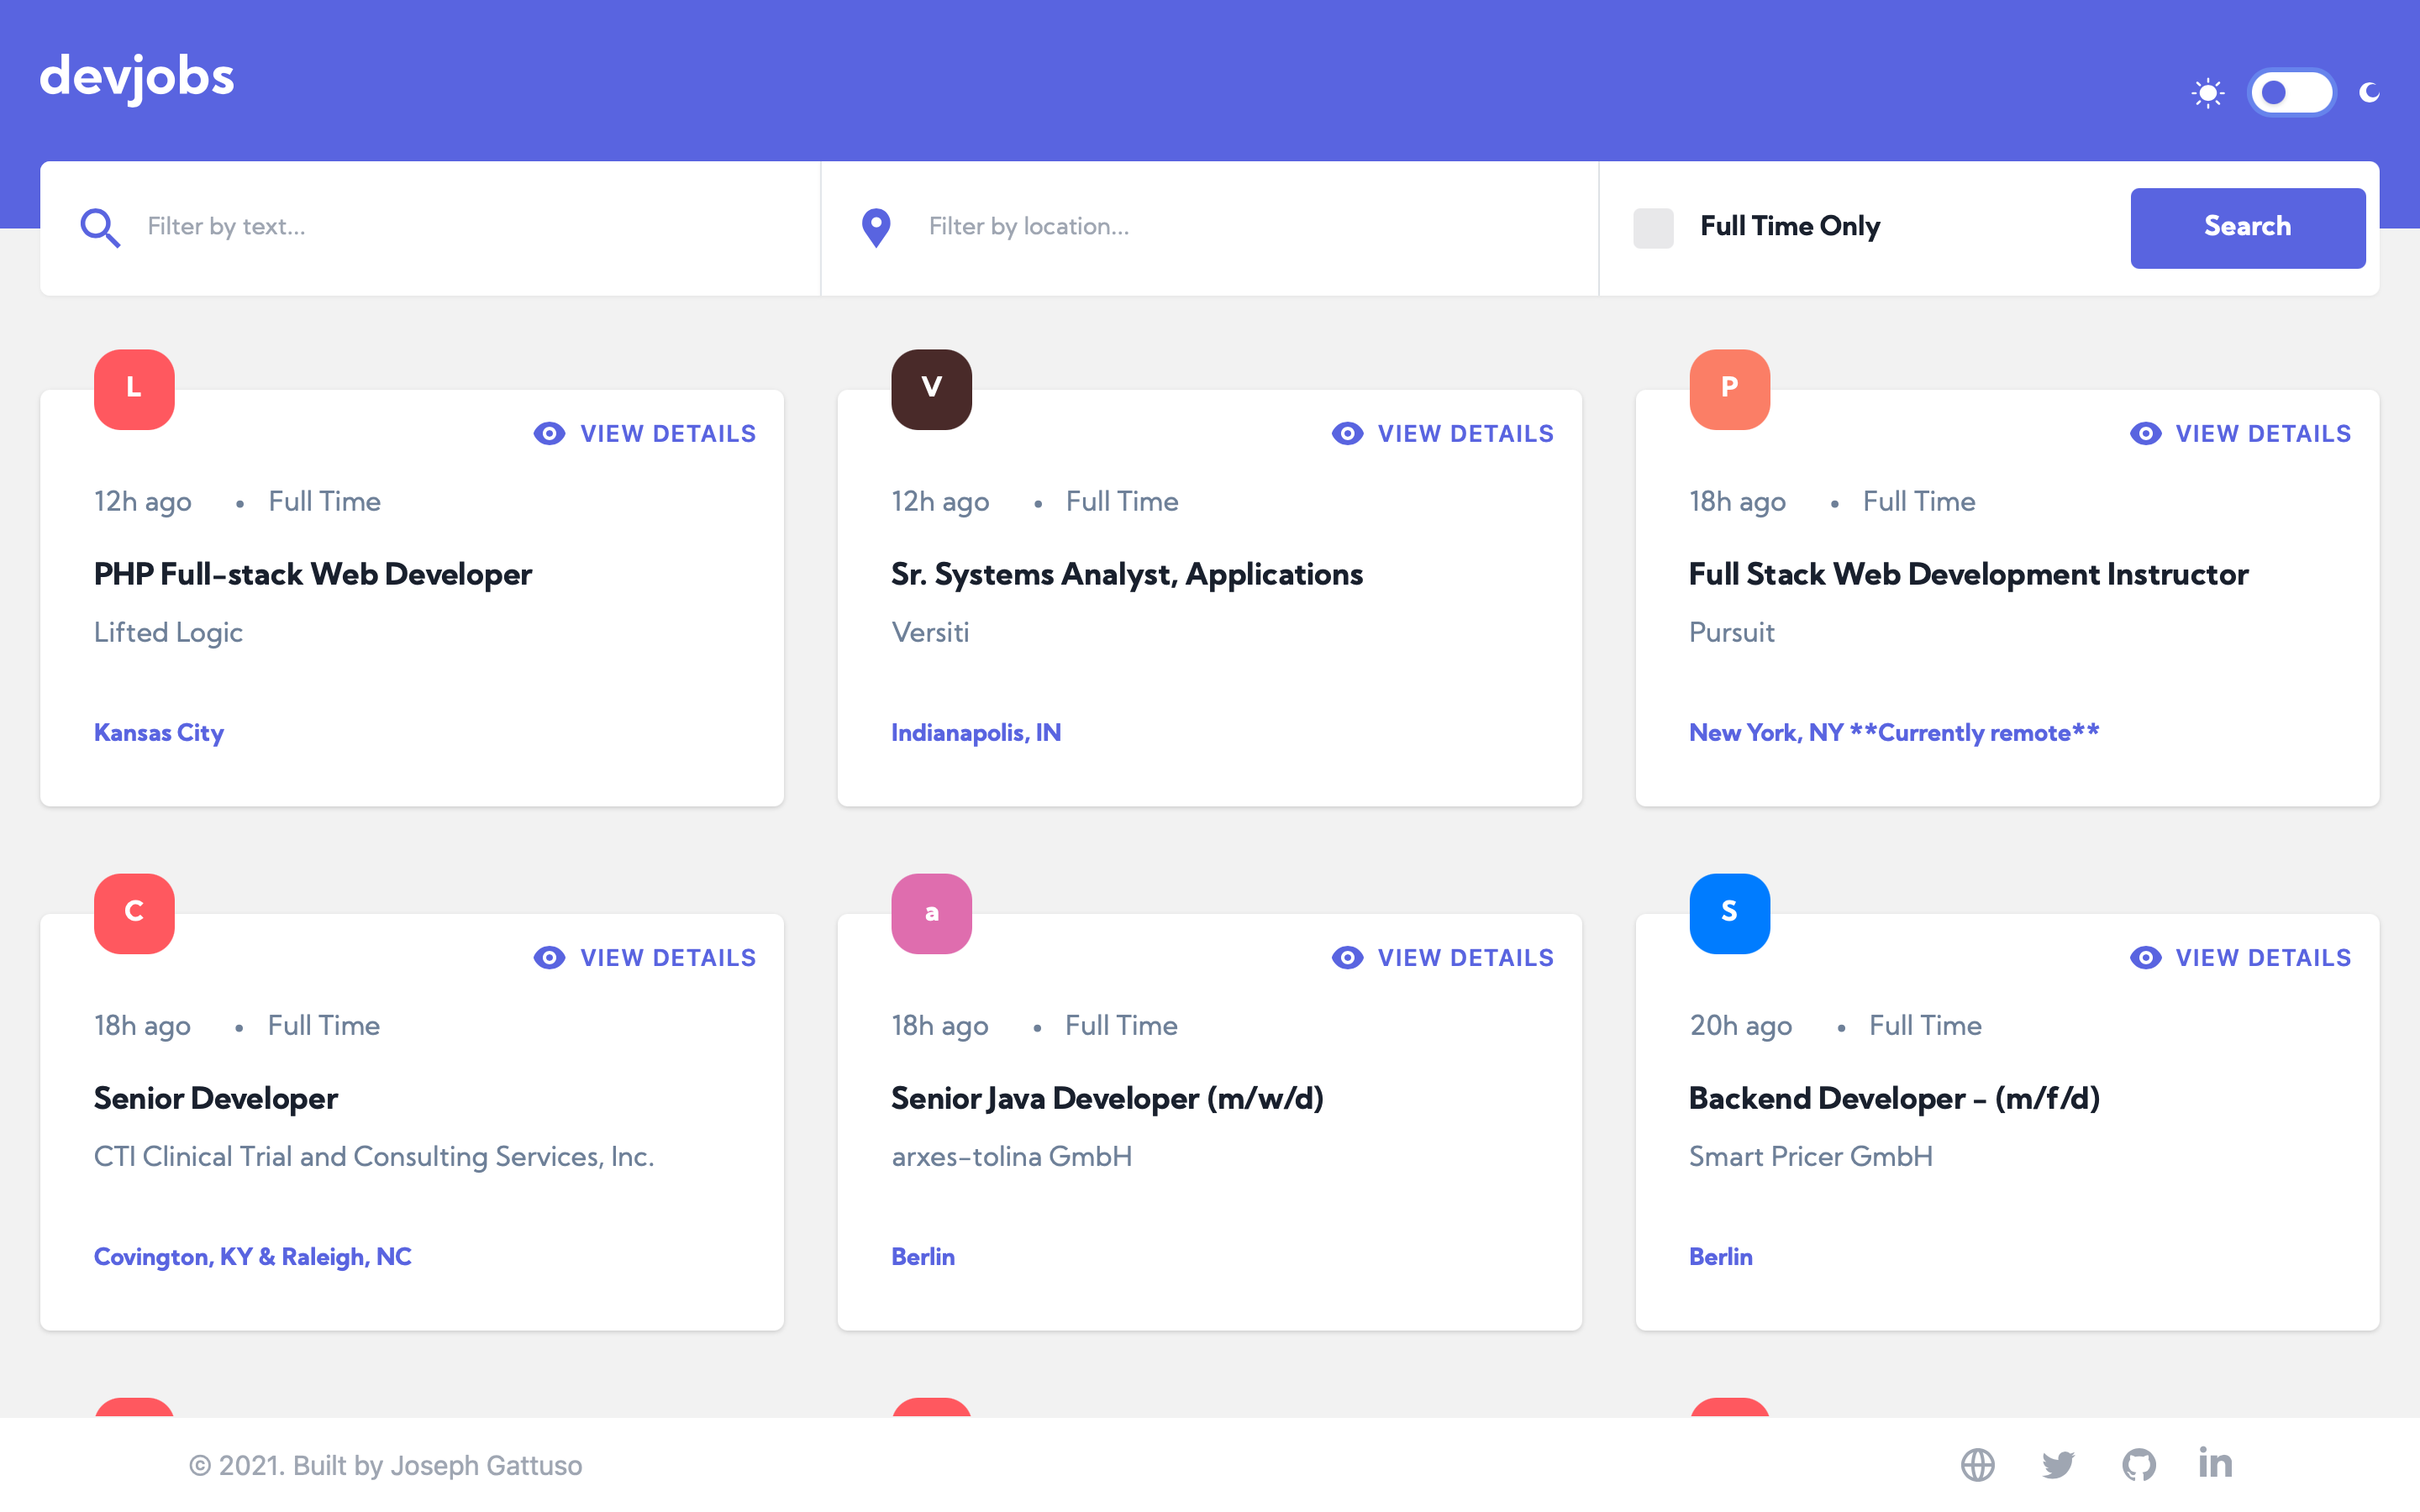 devjobs
Filter by text...
Filter by location...
Full Time Only
Search
L
VIEW DETAILS
12h ago • Full Time
PHP Full-stack Web Developer
Lifted Logic
Kansas City
V
VIEW DETAILS
12h ago • Full Time
Sr. Systems Analyst, Applications
Versiti
Indianapolis, IN
P
VIEW DETAILS
18h ago • Full Time
Full Stack Web Development Instructor
Pursuit
New York, NY **Currently remote**
C
VIEW DETAILS
18h ago • Full Time
Senior Developer
CTI Clinical Trial and Consulting Services, Inc.
Covington, KY & Raleigh, NC
a
VIEW DETAILS
18h ago • Full Time
Senior Java Developer (m/w/d)
arxes-tolina GmbH
Berlin
S
VIEW DETAILS
20h ago • Full Time
Backend Developer - (m/f/d)
Smart Pricer GmbH
Berlin
© 2021. Built by Joseph Gattuso
in